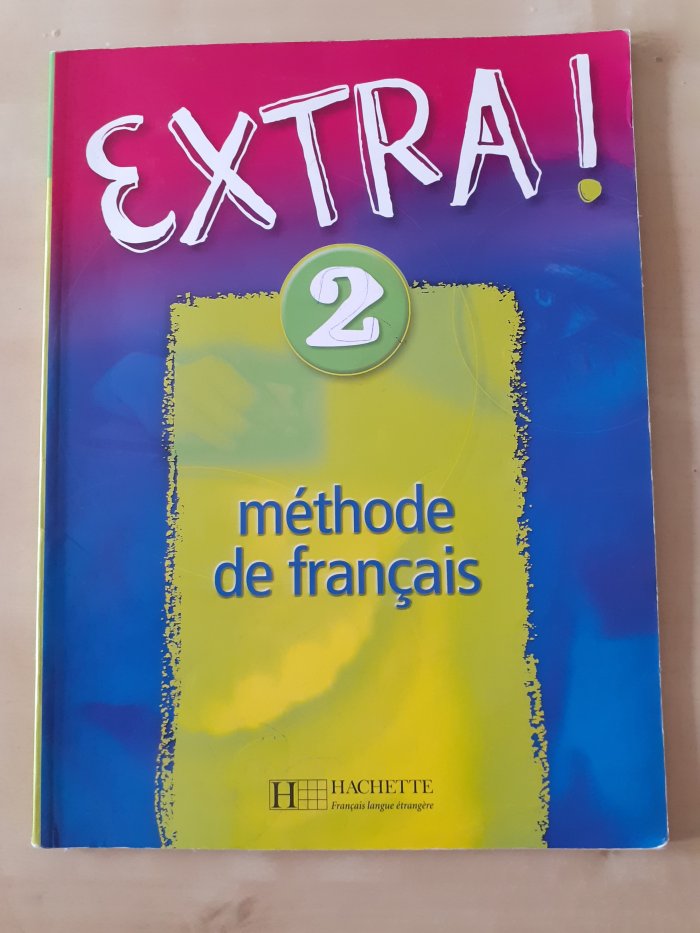 EXTRA!
2
méthode
de français
H HACHETTE
Français langue étrangère